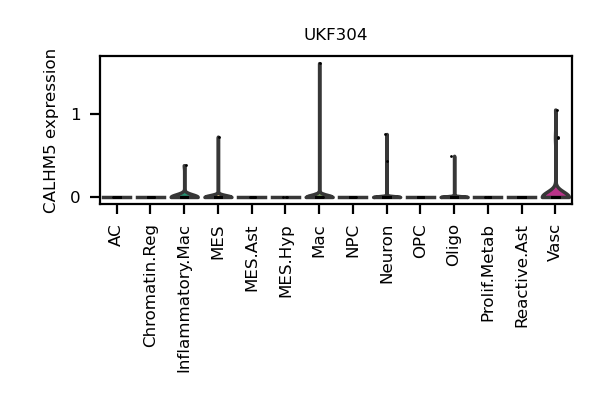 UKF304
CALHM5 expression
1
0
AC
Chromatin.Reg
Inflammatory.Mac
MES
MES.Ast
MES.Hyp
Mac
NPC
Neuron
OPC
Oligo
Prolif.Metab
Reactive.Ast
Vasc